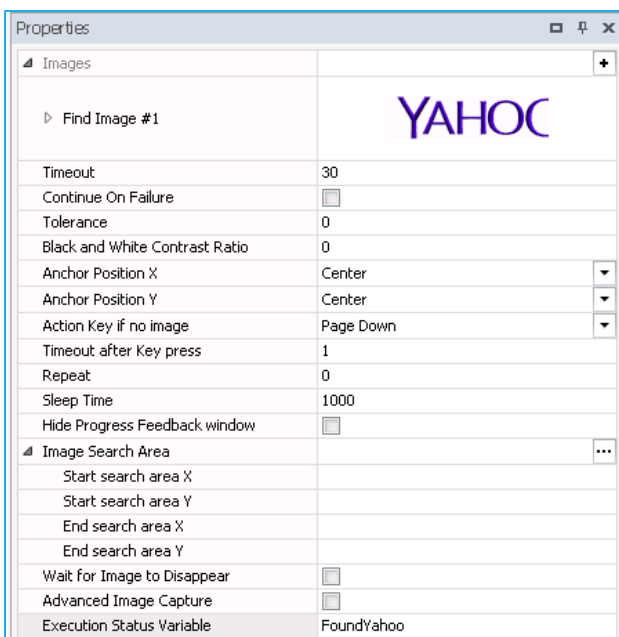 Properties
Images
Find Image #1 YAHOO
Timeout 30
Continue On Failure
Tolerance 0
Black and White Contrast Ratio 0
Anchor Position X Center
Anchor Position Y Center
Action Key if no image Page Down
Timeout after Key press 1
Repeat 0
Sleep Time 1000
Hide Progress Feedback window
Image Search Area ...
Start search area X
Start search area Y
End search area X
End search area Y
Wait for Image to Disappear
Advanced Image Capture
Execution Status Variable FoundYahoo